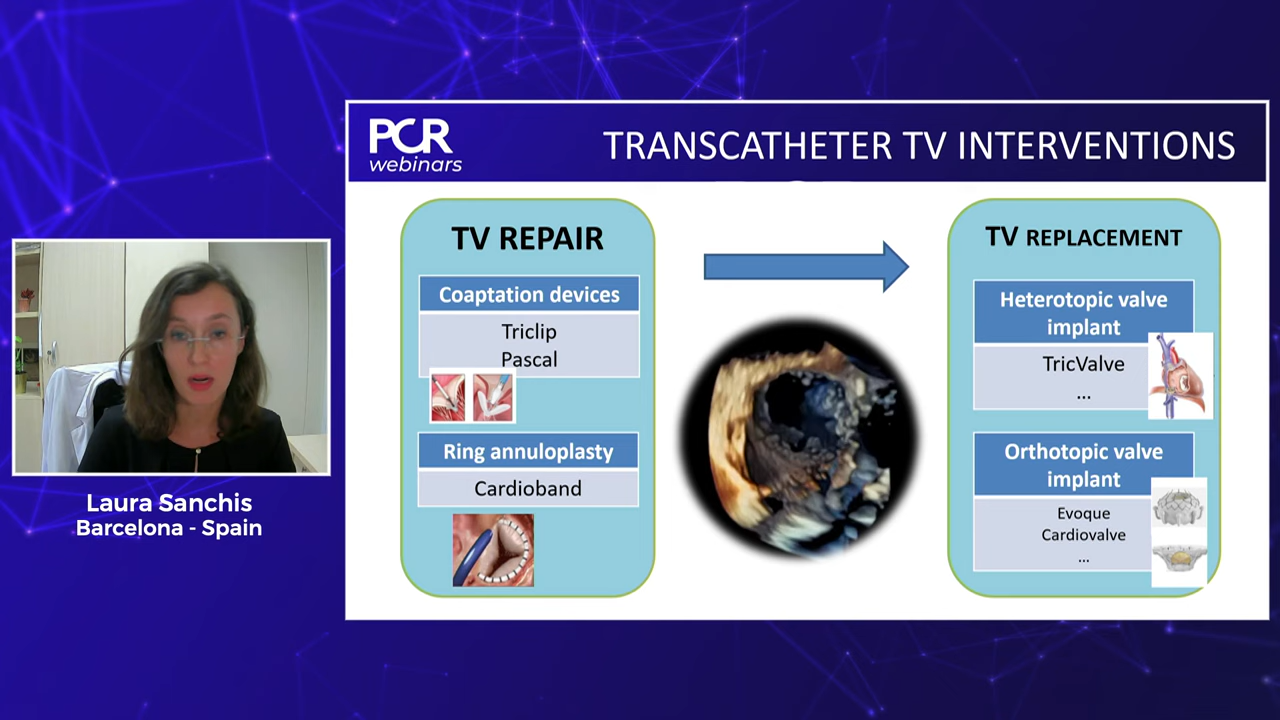 PCR
webinars
TRANSCATHETER TV INTERVENTIONS
TV REPAIR
Coaptation devices
Triclip
Pascal
Ring annuloplasty
Cardioband
TV REPLACEMENT
Heterotopic valve
implant
TricValve
...
Orthotopic valve
implant
Evoque
Cardiovalve
...
Laura Sanchis
Barcelona - Spain